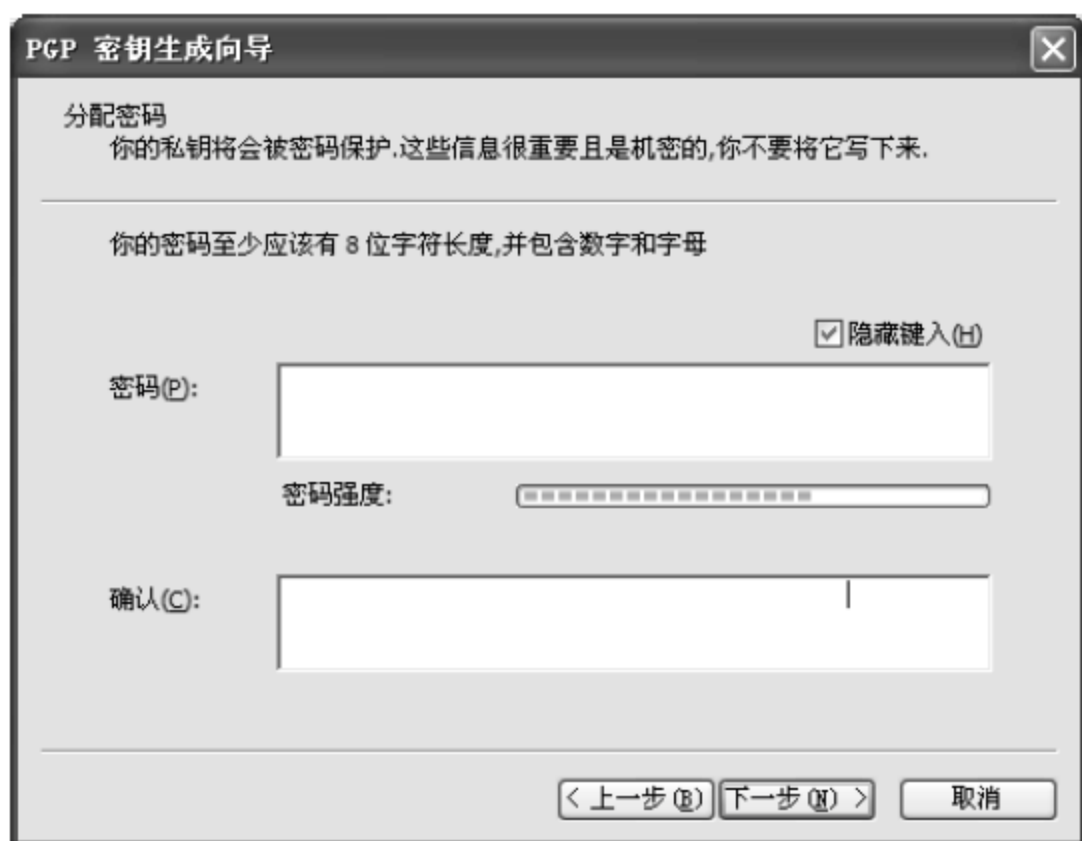 PGP 密钥生成向导
分配密码
你的私钥将会被密码保护.这些信息很重要且是机密的,你不要将它写下来.
你的密码至少应该有 8 位字符长度,并包含数字和字母
隐藏键入(H)
密码(P):
密码强度:
确认(C):
< 上一步(B) 下一步(N) > 取消